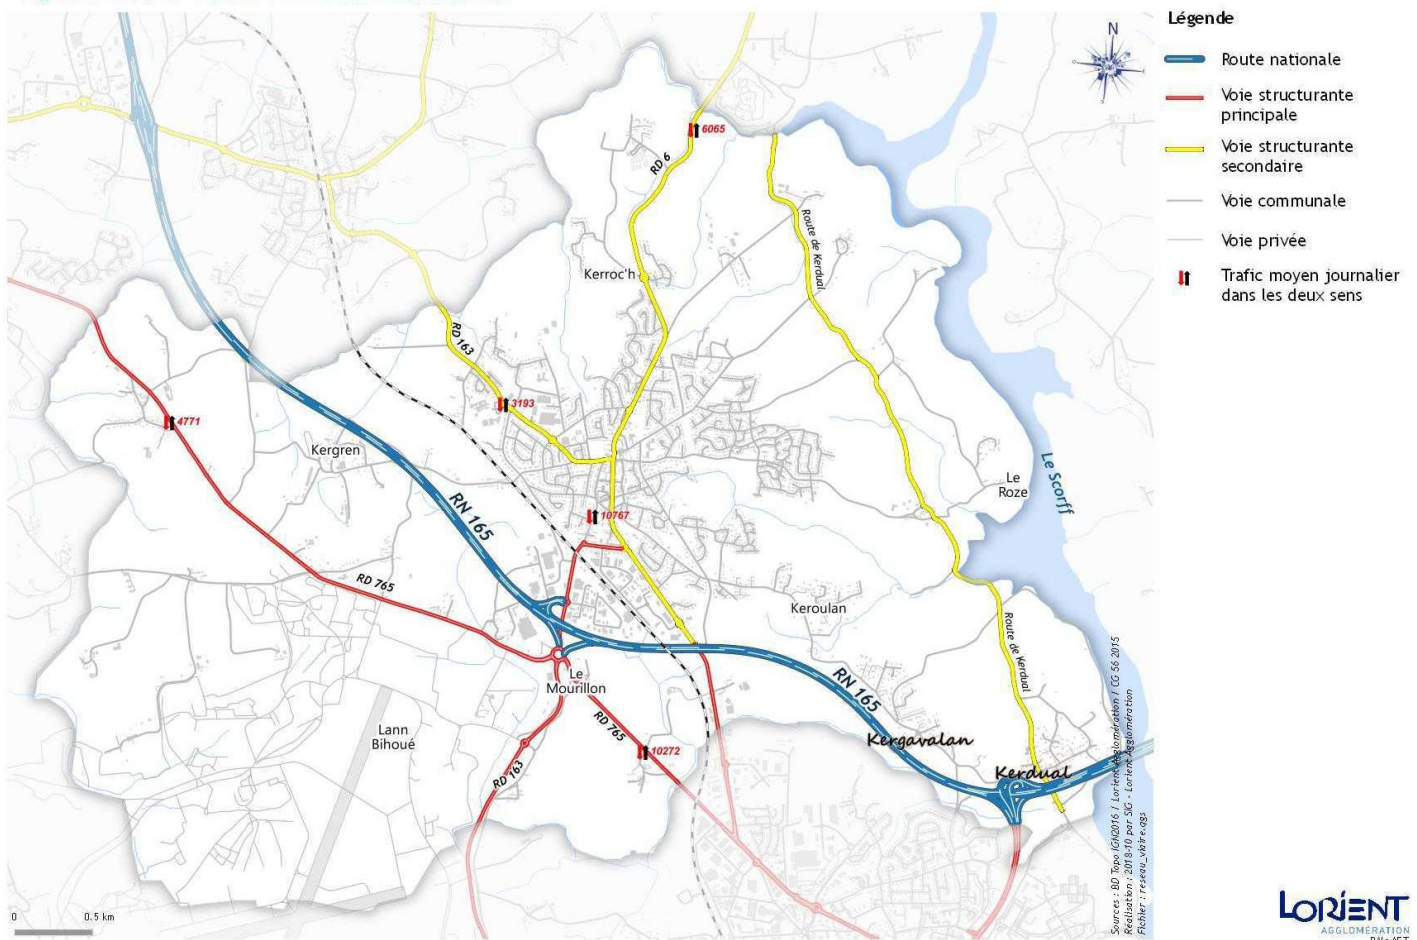 Légende
Route nationale
Voie structurante
principale
Voie structurante
secondaire
Voie communale
Voie privée
Trafic moyen journalier
dans les deux sens
N
6065
RD 6
Route de Kerdual
Kerroc'h
RD 163
3193
4771
Kergren
Le
Roze
Le Scorff
RN 165
10767
RD 765
Keroulan
Route de Kerdual
Le
Mourillon
RN 165
RD 765
Lann
Bihoué
10272
Kergavalan
RD 163
Kerdual
Sources : BD Topo IGN2016 / Lorient Agglomération / CG 56 2015
Réalisation : 2018-10 par SIG - Lorient Agglomération
Fichier : reseau_viaire.qgs
0 0.5 km
LORIENT
AGGLOMÉRATION